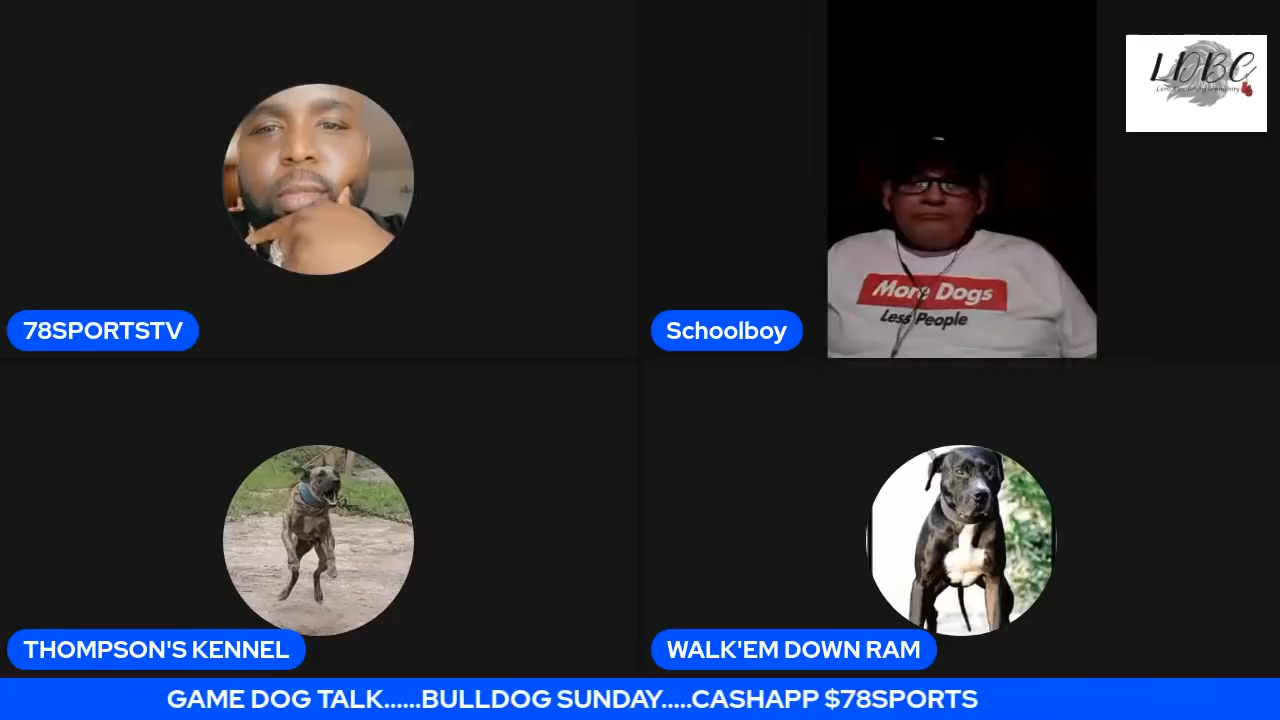 LDBC
78SPORTSTV
More Dogs
Less People
Schoolboy
THOMPSON'S KENNEL
WALK'EM DOWN RAM
GAME DOG TALK......BULLDOG SUNDAY.....CASHAPP $78SPORTS